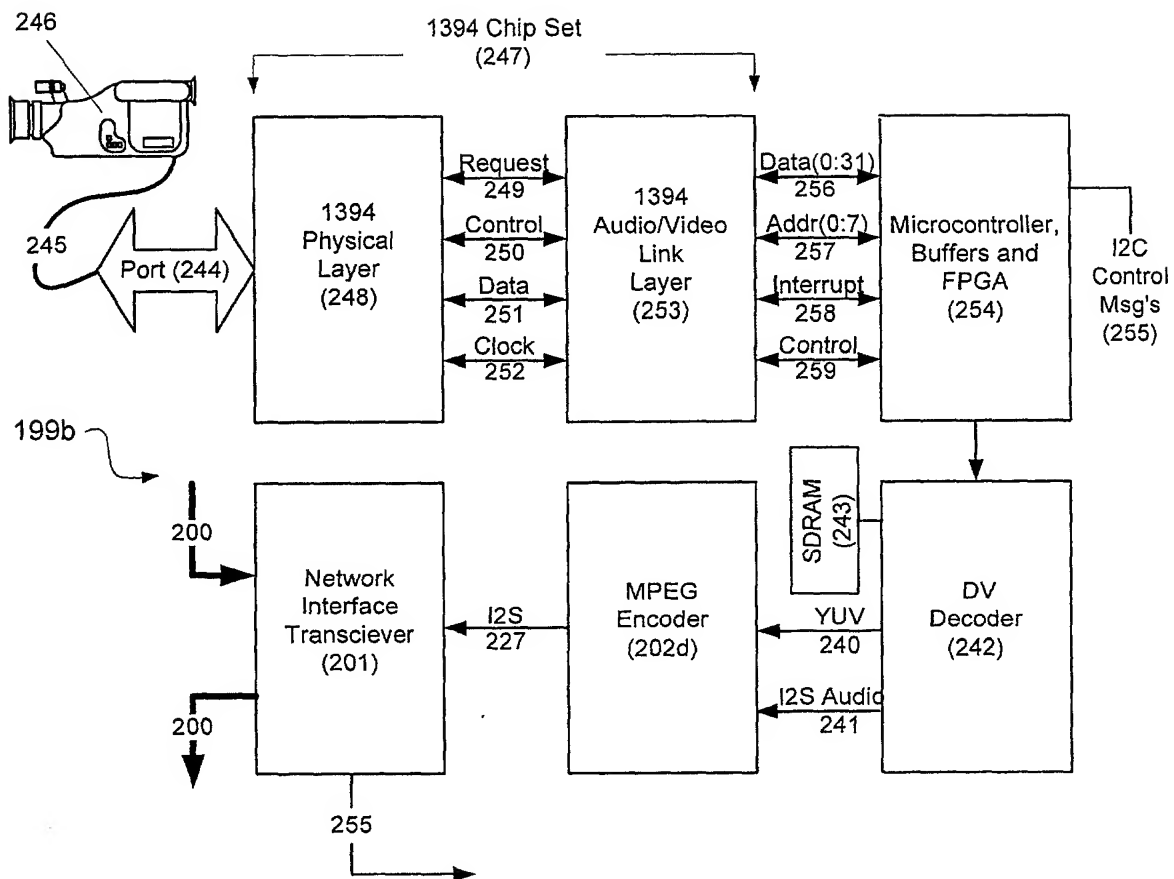 246
1394 Chip Set
(247)
245
Port (244)
1394
Physical
Layer
(248)
Request
249
Control
250
Data
251
Clock
252
1394
Audio/Video
Link
Layer
(253)
Data(0:31)
256
Addr(0:7)
257
Interrupt
258
Control
259
Microcontroller,
Buffers and
FPGA
(254)
I2C
Control
Msg's
(255)
199b
200
200
Network
Interface
Transciever
(201)
I2S
227
MPEG
Encoder
(202d)
SDRAM
(243)
YUV
240
I2S Audio
241
DV
Decoder
(242)
255